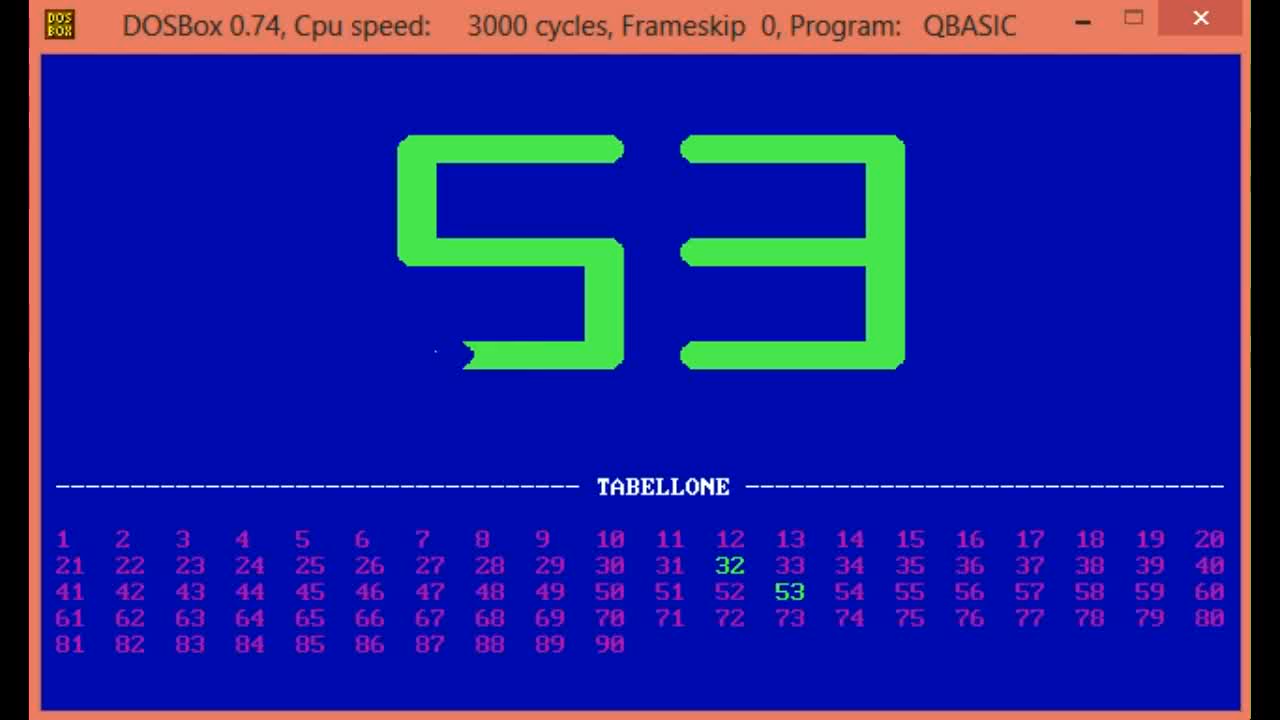 DOS BOX
DOSBox 0.74, Cpu speed: 3000 cycles, Frameskip 0, Program: QBASIC
53
---------------------------------- TABELLONE --------------------------------
1 2 3 4 5 6 7 8 9 10 11 12 13 14 15 16 17 18 19 20
21 22 23 24 25 26 27 28 29 30 31 32 33 34 35 36 37 38 39 40
41 42 43 44 45 46 47 48 49 50 51 52 53 54 55 56 57 58 59 60
61 62 63 64 65 66 67 68 69 70 71 72 73 74 75 76 77 78 79 80
81 82 83 84 85 86 87 88 89 90